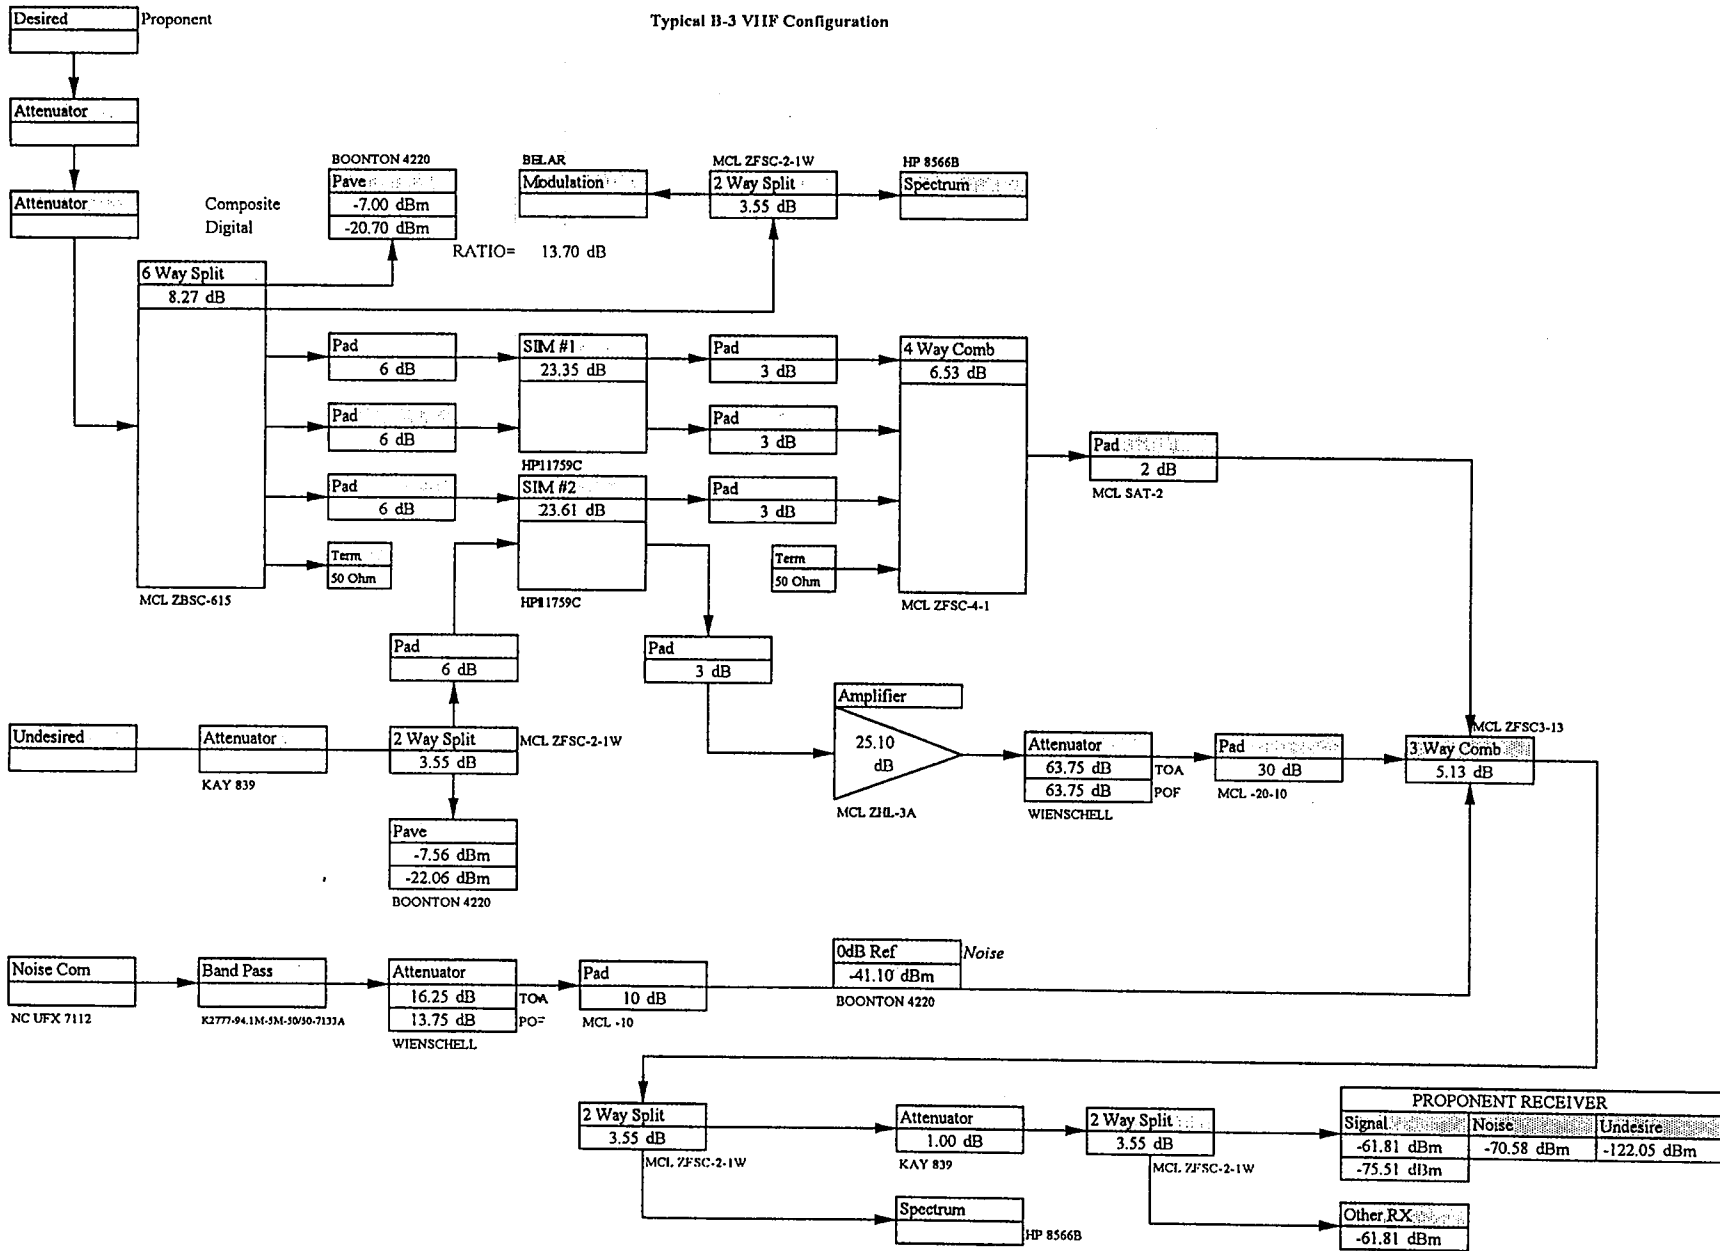 Typical B-3 VHF Configuration
Desired
Proponent
Attenuator
Attenuator
Composite
Digital
BOONTON 4220
Pave
-7.00 dBm
-20.70 dBm
RATIO= 13.70 dB
BELAR
Modulation
MCL ZFSC-2-1W
2 Way Split
3.55 dB
HP 8566B
Spectrum
6 Way Split
8.27 dB
MCL ZBSC-615
Pad
6 dB
SIM #1
23.35 dB
Pad
3 dB
4 Way Comb
6.53 dB
Pad
6 dB
Pad
3 dB
HP11759C
Pad
2 dB
MCL SAT-2
Pad
6 dB
SIM #2
23.61 dB
Pad
3 dB
Term
50 Ohm
Term
50 Ohm
HP11759C
MCL ZFSC-4-1
Pad
6 dB
Pad
3 dB
Undesired
Attenuator
KAY 839
2 Way Split
3.55 dB
MCL ZFSC-2-1W
Amplifier
25.10
dB
MCL ZHL-3A
Attenuator
63.75 dB TOA
63.75 dB POF
WIENSCHELL
Pad
30 dB
MCL -20-10
MCL ZFSC3-13
3 Way Comb
5.13 dB
Pave
-7.56 dBm
-22.06 dBm
BOONTON 4220
Noise Com
NC UFX 7112
Band Pass
K2777-94.1M-5M-50/50-7133A
Attenuator
16.25 dB TOA
13.75 dB POF
WIENSCHELL
Pad
10 dB
MCL -10
0dB Ref
Noise
-41.10 dBm
BOONTON 4220
2 Way Split
3.55 dB
MCL ZFSC-2-1W
Attenuator
1.00 dB
KAY 839
2 Way Split
3.55 dB
MCL ZFSC-2-1W
PROPONENT RECEIVER
Signal Noise Undesire
-61.81 dBm -70.58 dBm -122.05 dBm
-75.51 dBm
Spectrum
HP 8566B
Other RX
-61.81 dBm